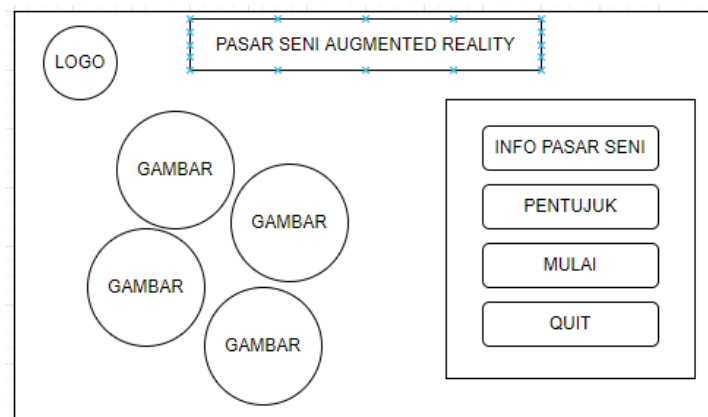 PASAR SENI AUGMENTED REALITY
LOGO
GAMBAR
GAMBAR
GAMBAR
GAMBAR
INFO PASAR SENI
PENTUJUK
MULAI
QUIT